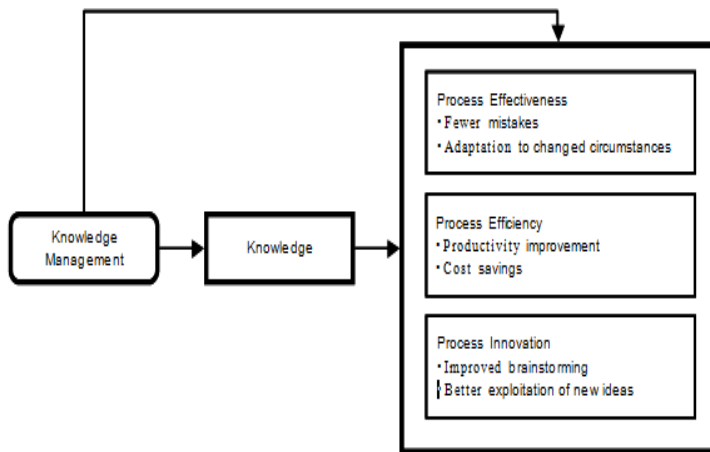 Process Effectiveness
• Fewer mistakes
• Adaptation to changed circumstances
Knowledge
Management
Knowledge
Process Efficiency
• Productivity improvement
• Cost savings
Process Innovation
• Improved brainstorming
• Better exploitation of new ideas